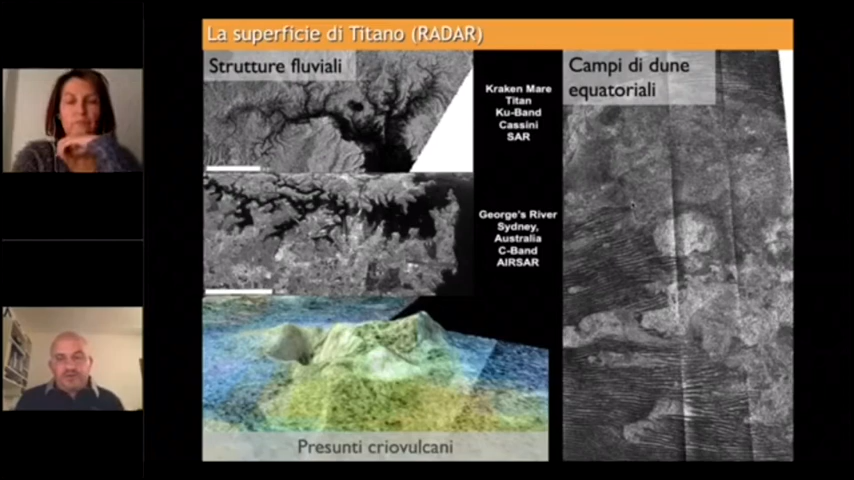 La superficie di Titano (RADAR)
Strutture fluviali
Kraken Mare
Titan
Ku-Band
Cassini
SAR
George's River
Sydney,
Australia
C-Band
AIRSAR
Presunti criovulcani
Campi di dune
equatoriali